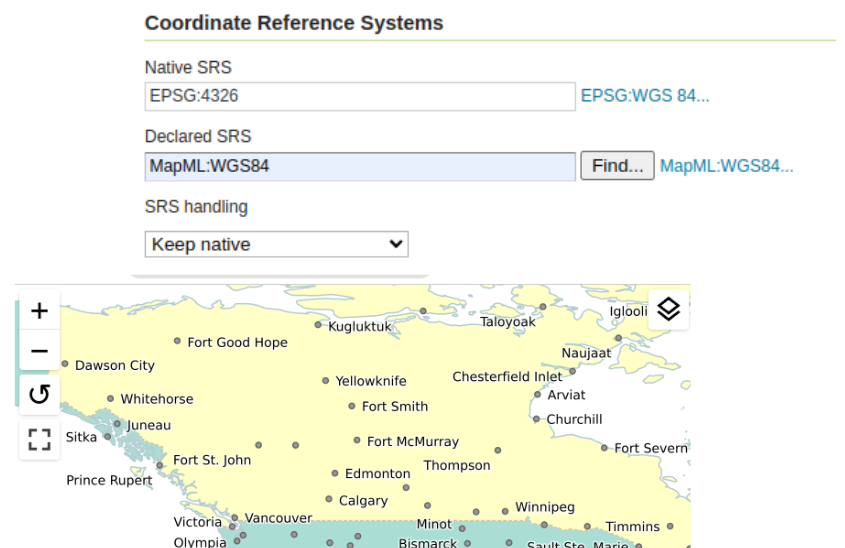 Coordinate Reference Systems
Native SRS
EPSG:4326 EPSG:WGS 84...
Declared SRS
MapML:WGS84 Find... MapML:WGS84...
SRS handling
Keep native
+
−
Kugluktuk
Taloyoak
Iglooli
Fort Good Hope
Naujaat
Dawson City
Yellowknife
Chesterfield Inlet
Whitehorse
Fort Smith
Arviat
Juneau
Churchill
Sitka
Fort McMurray
Fort Severn
Fort St. John
Thompson
Prince Rupert
Edmonton
Calgary
Winnipeg
Victoria
Vancouver
Minot
Timmins
Olympia
Bismarck
Sault Ste. Marie